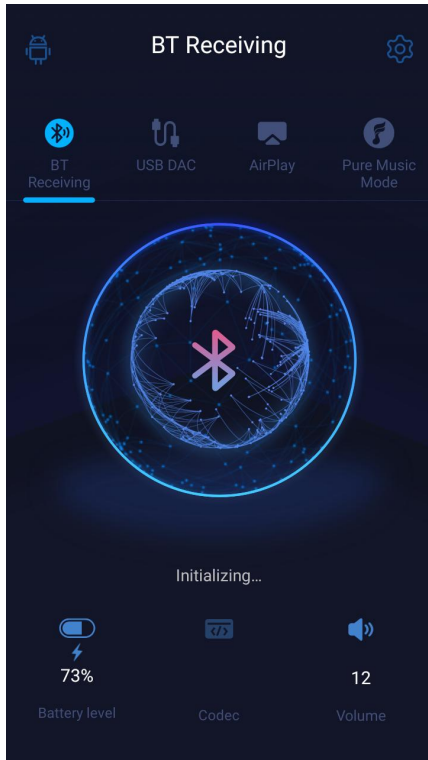 BT Receiving
BT
Receiving
USB DAC
AirPlay
Pure Music
Mode
Initializing...
</>
73%
12
Battery level
Codec
Volume